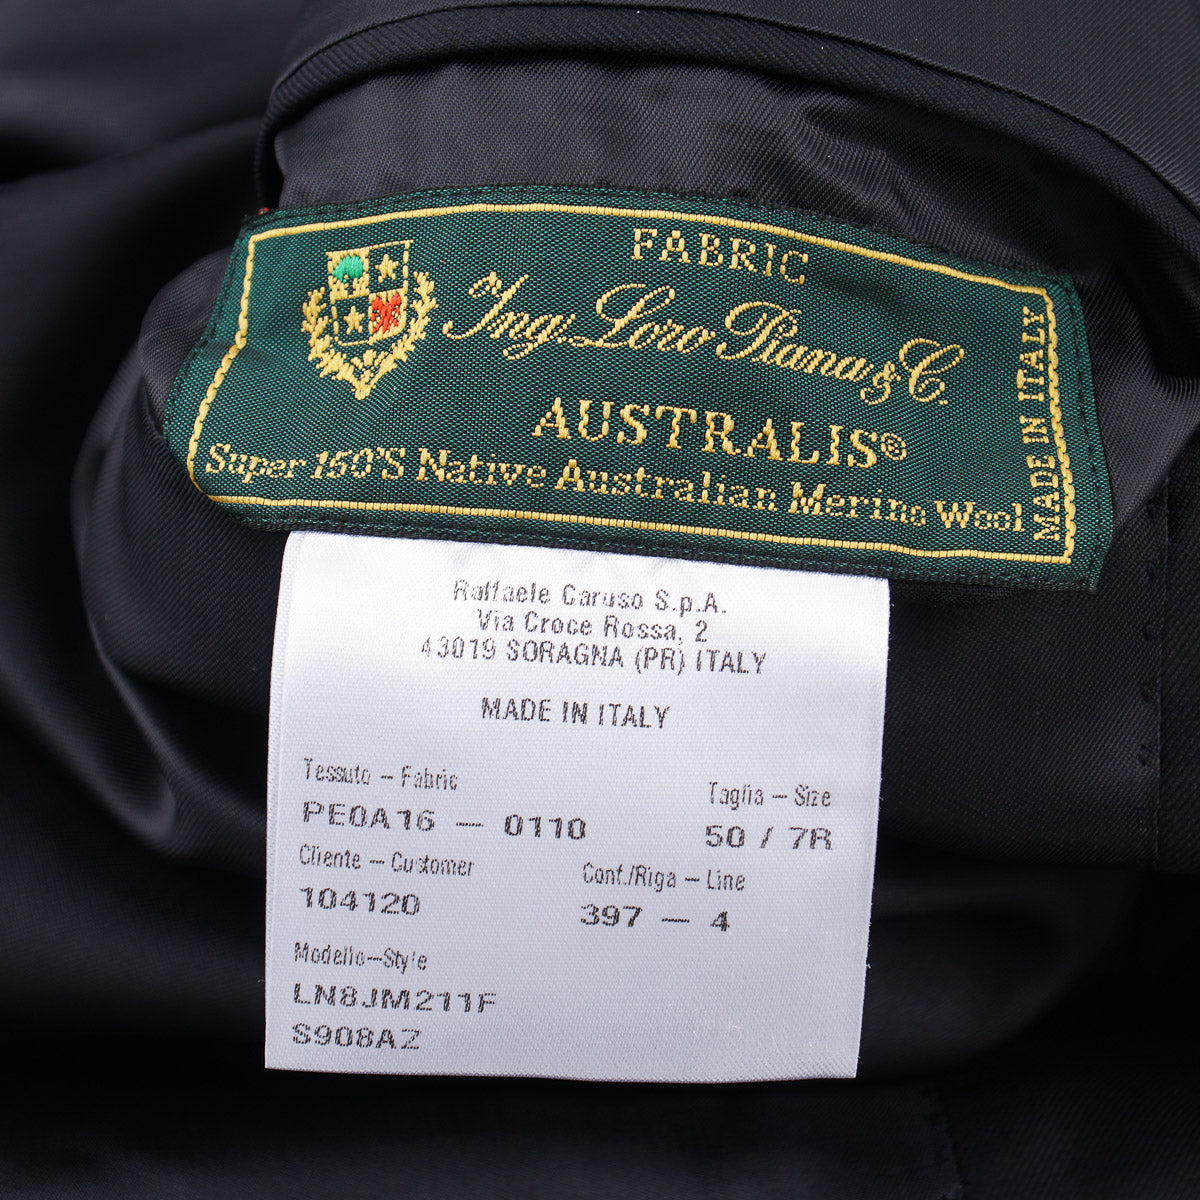 FABRIC
Ing. Loro Piana & C.
AUSTRALIS®
Super 150'S Native Australian Merino Wool
MADE IN ITALY
Raffaele Caruso S.p.A.
Via Croce Rossa, 2
43019 SORAGNA (PR) ITALY
MADE IN ITALY
Tessuto – Fabric
Taglia – Size
PE0A16 – 0110
50 / 7R
Cliente – Customer
Conf./Riga – Line
104120
397 – 4
Modello–Style
LN8JM211F
S908AZ